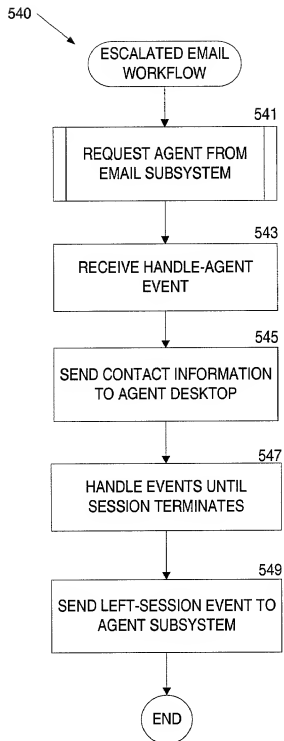 540
ESCALATED EMAIL
WORKFLOW
541
REQUEST AGENT FROM
EMAIL SUBSYSTEM
543
RECEIVE HANDLE-AGENT
EVENT
545
SEND CONTACT INFORMATION
TO AGENT DESKTOP
547
HANDLE EVENTS UNTIL
SESSION TERMINATES
549
SEND LEFT-SESSION EVENT TO
AGENT SUBSYSTEM
END